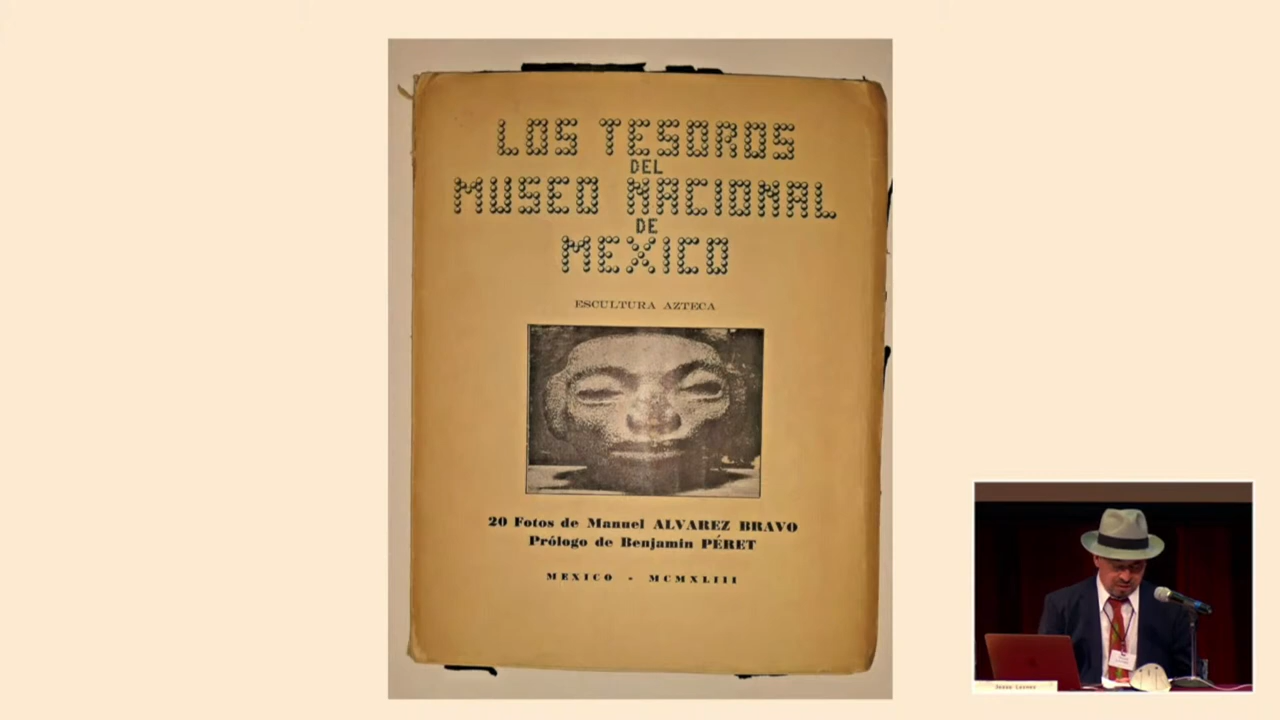 LOS TESOROS
DEL
MUSEO NACIONAL
DE
MEXICO
ESCULTURA AZTECA
20 Fotos de Manuel ALVAREZ BRAVO
Prólogo de Benjamin PÉRET
MEXICO - MCMXLIII